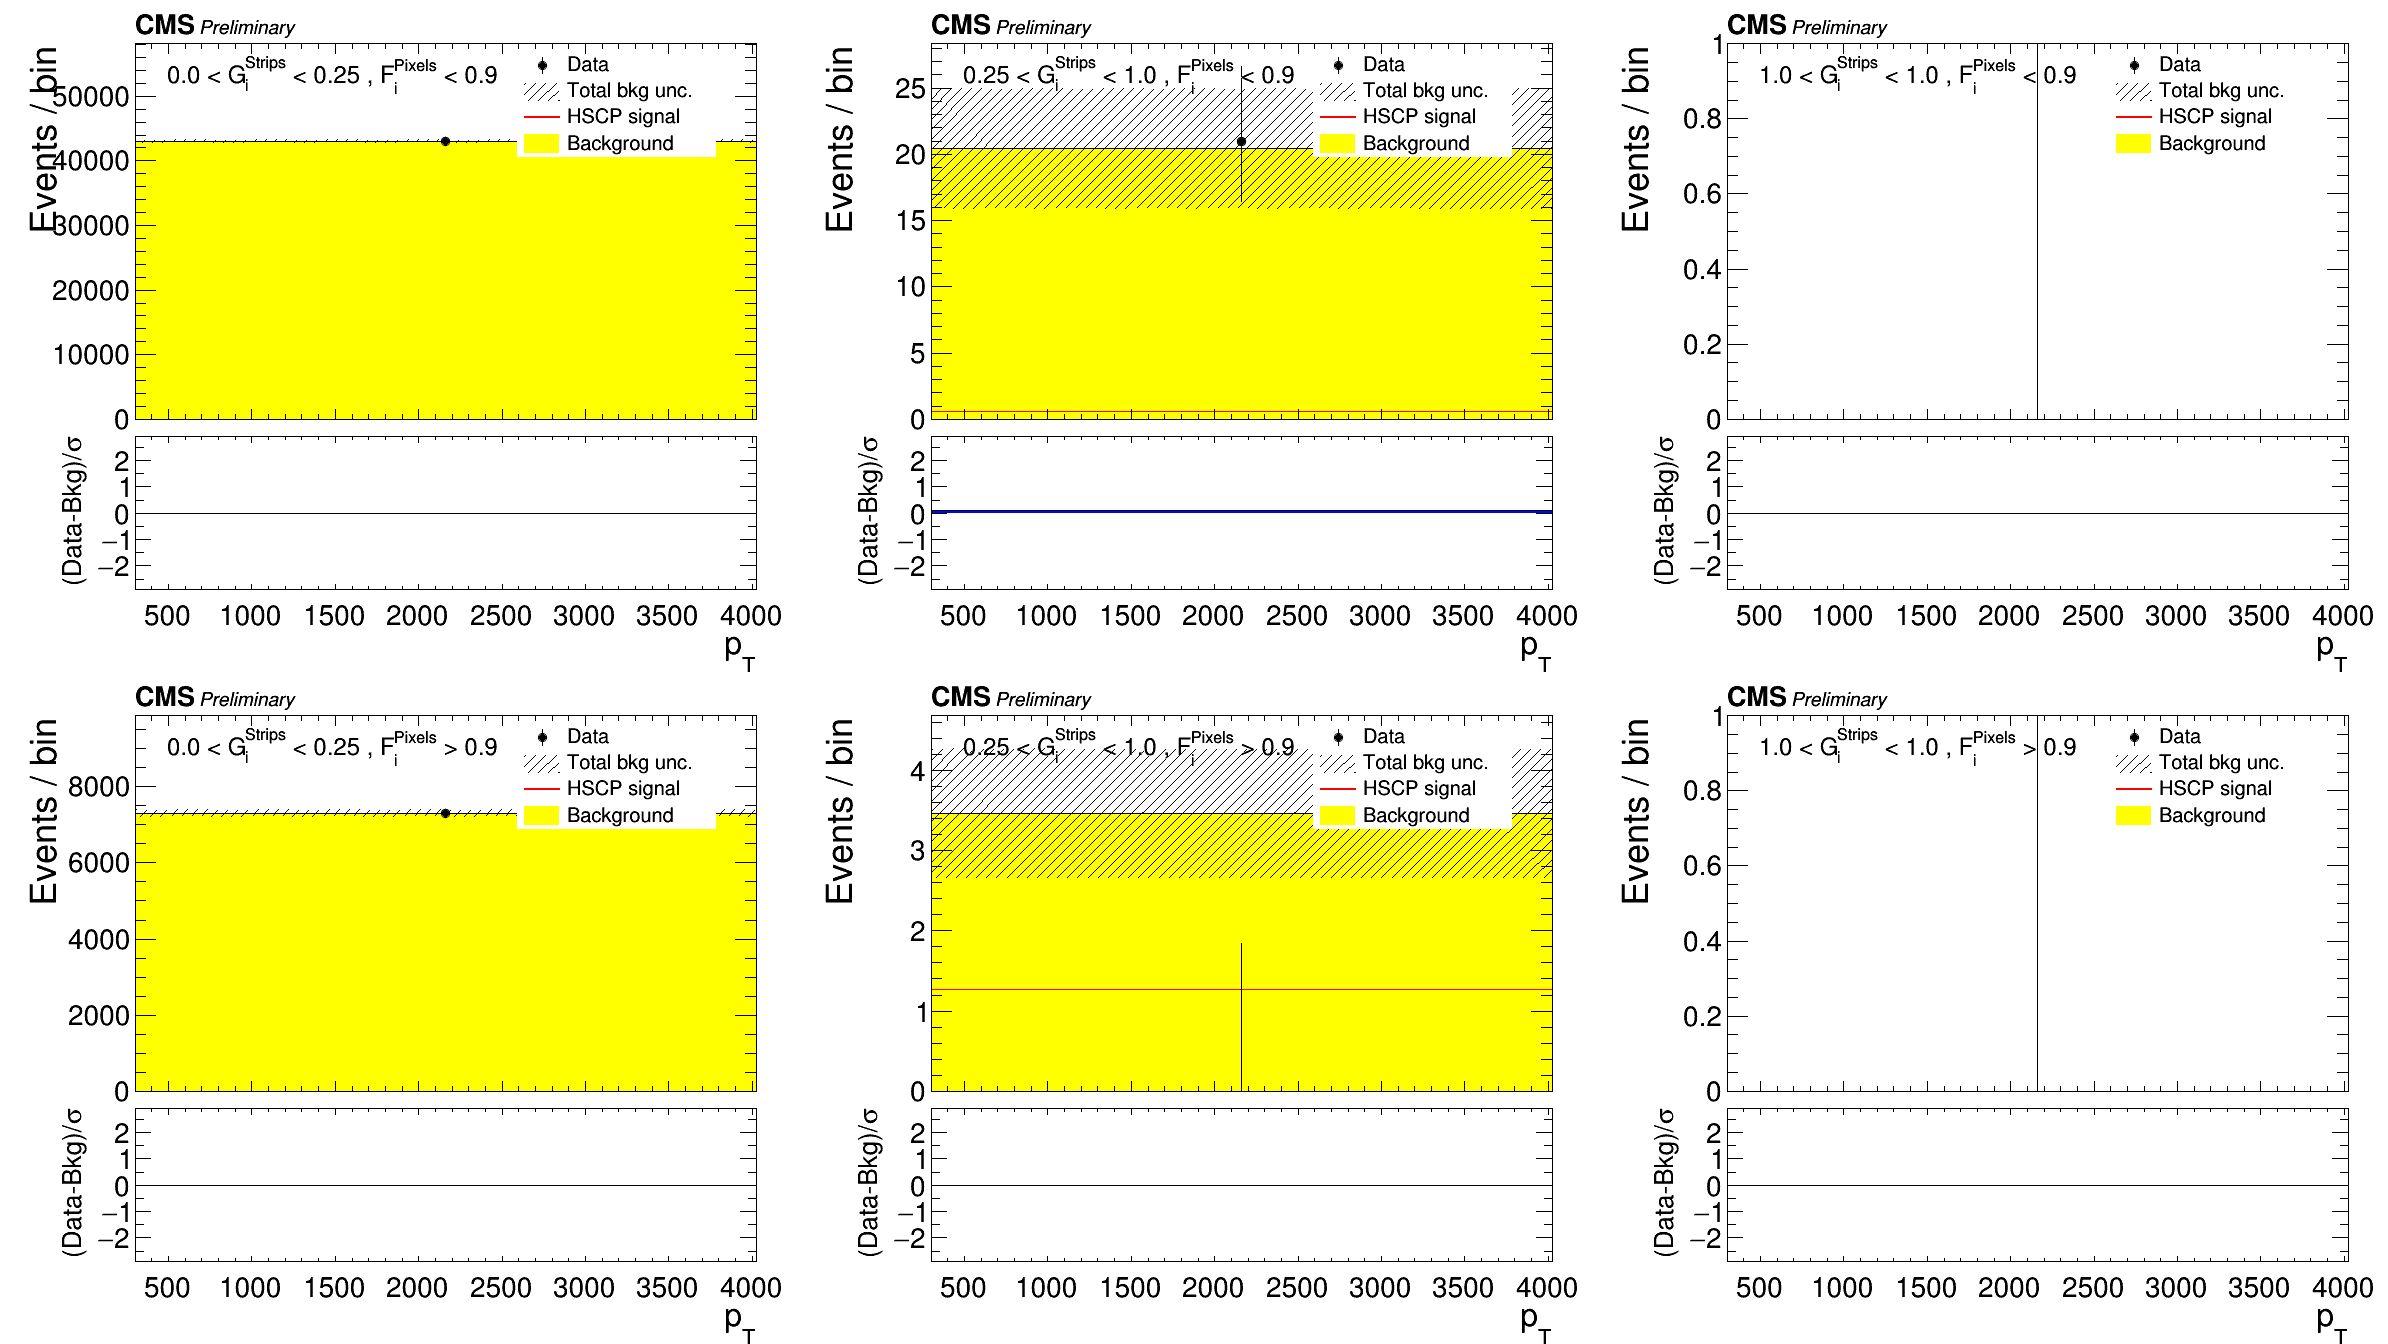 CMS Preliminary
0.0 < G_i^Strips < 0.25 , F_i^Pixels < 0.9
Data
Total bkg unc.
HSCP signal
Background
Events / bin
50000
40000
30000
20000
10000
0
(Data-Bkg)/σ
2
1
0
−1
−2
500 1000 1500 2000 2500 3000 3500 4000
p_T
CMS Preliminary
0.25 < G_i^Strips < 1.0 , F_i^Pixels < 0.9
Data
Total bkg unc.
HSCP signal
Background
Events / bin
25
20
15
10
5
0
(Data-Bkg)/σ
2
1
0
−1
−2
500 1000 1500 2000 2500 3000 3500 4000
p_T
CMS Preliminary
1.0 < G_i^Strips < 1.0 , F_i^Pixels < 0.9
Data
Total bkg unc.
HSCP signal
Background
Events / bin
1
0.8
0.6
0.4
0.2
0
(Data-Bkg)/σ
2
1
0
−1
−2
500 1000 1500 2000 2500 3000 3500 4000
p_T
CMS Preliminary
0.0 < G_i^Strips < 0.25 , F_i^Pixels > 0.9
Data
Total bkg unc.
HSCP signal
Background
Events / bin
8000
6000
4000
2000
0
(Data-Bkg)/σ
2
1
0
−1
−2
500 1000 1500 2000 2500 3000 3500 4000
p_T
CMS Preliminary
0.25 < G_i^Strips < 1.0 , F_i^Pixels > 0.9
Data
Total bkg unc.
HSCP signal
Background
Events / bin
4
3
2
1
0
(Data-Bkg)/σ
2
1
0
−1
−2
500 1000 1500 2000 2500 3000 3500 4000
p_T
CMS Preliminary
1.0 < G_i^Strips < 1.0 , F_i^Pixels > 0.9
Data
Total bkg unc.
HSCP signal
Background
Events / bin
1
0.8
0.6
0.4
0.2
0
(Data-Bkg)/σ
2
1
0
−1
−2
500 1000 1500 2000 2500 3000 3500 4000
p_T